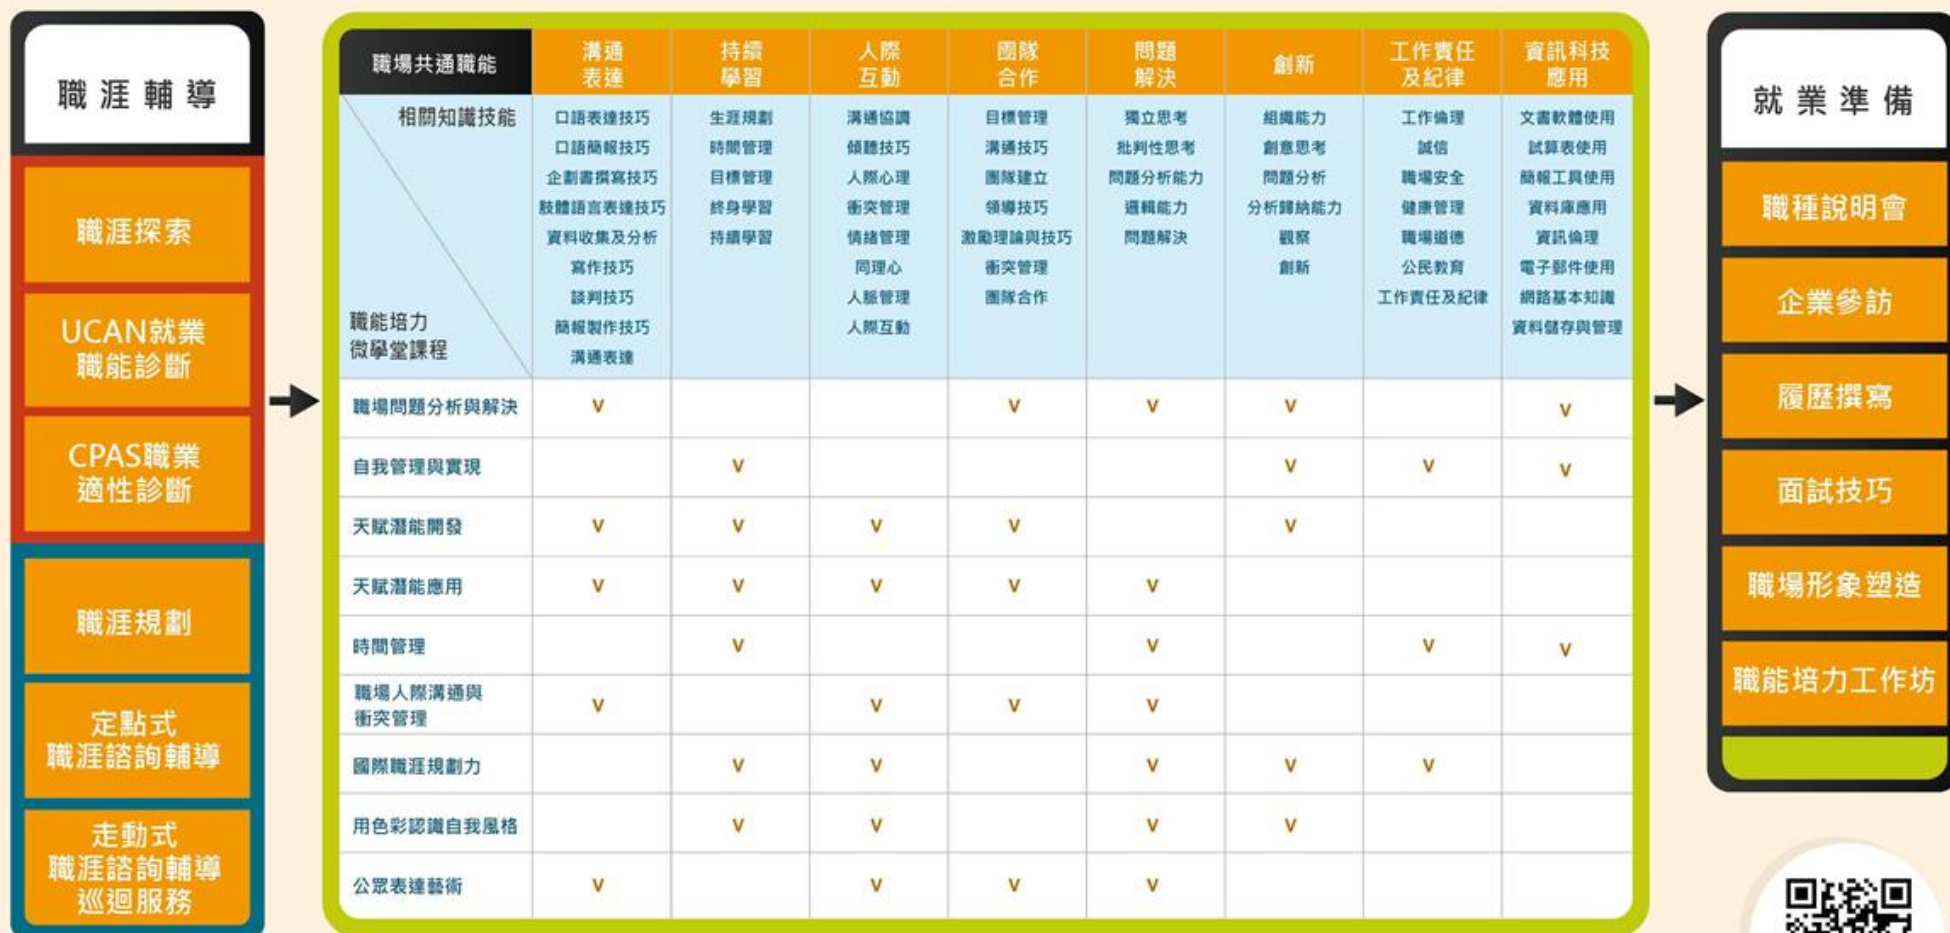 職涯輔導
職涯探索
UCAN就業
職能診斷
CPAS職業
適性診斷
職涯規劃
定點式
職涯諮詢輔導
走動式
職涯諮詢輔導
巡迴服務
職場共通職能 溝通表達 持續學習 人際互動 團隊合作 問題解決 創新 工作責任及紀律 資訊科技應用
相關知識技能
職能培力
微學堂課程
口語表達技巧 生涯規劃 溝通協調 目標管理 獨立思考 組織能力 工作倫理 文書軟體使用
口語簡報技巧 時間管理 傾聽技巧 溝通技巧 批判性思考 創意思考 誠信 試算表使用
企劃書撰寫技巧 目標管理 人際心理 團隊建立 問題分析能力 問題分析 職場安全 簡報工具使用
肢體語言表達技巧 終身學習 衝突管理 領導技巧 邏輯能力 分析歸納能力 健康管理 資料庫應用
資料收集及分析 持續學習 情緒管理 激勵理論與技巧 問題解決 觀察 職場道德 資訊倫理
寫作技巧 同理心 衝突管理 創新 公民教育 電子郵件使用
談判技巧 人脈管理 團隊合作 工作責任及紀律 網路基本知識
簡報製作技巧 人際互動 資料儲存與管理
溝通表達
職場問題分析與解決 V V V V V
自我管理與實現 V V V V
天賦潛能開發 V V V V V
天賦潛能應用 V V V V V
時間管理 V V V V
職場人際溝通與
衝突管理 V V V V
國際職涯規劃力 V V V V V
用色彩認識自我風格 V V V V
公眾表達藝術 V V V V
就業準備
職種說明會
企業參訪
履歷撰寫
面試技巧
職場形象塑造
職能培力工作坊